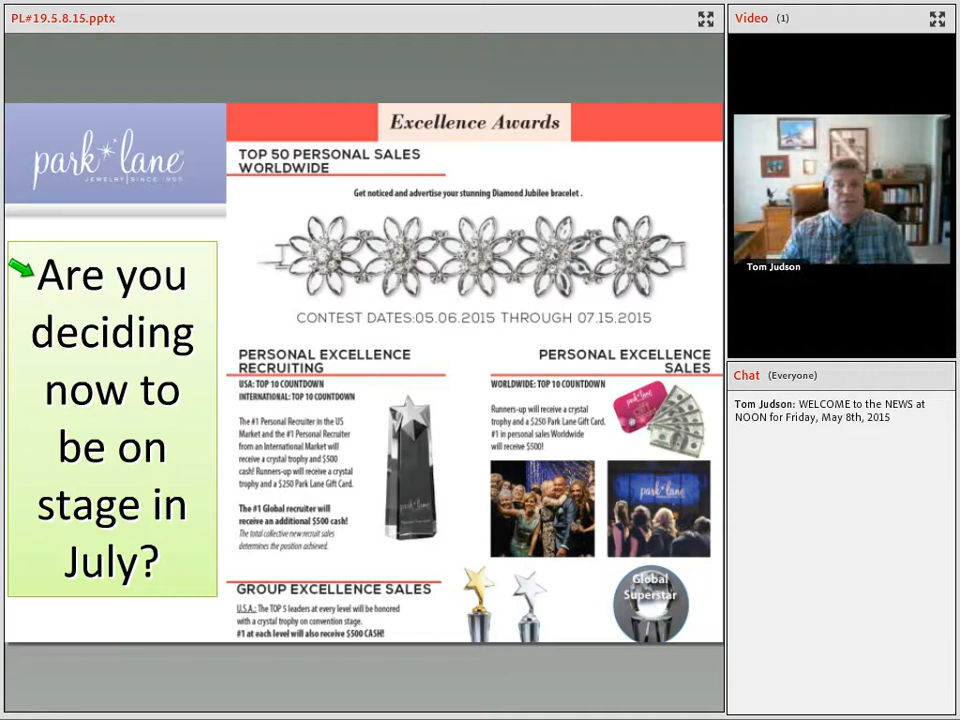 PL#19.5.8.15.pptx
Video (1)
park lane
JEWELRY | SINCE 1955
Excellence Awards
TOP 50 PERSONAL SALES
WORLDWIDE
Get noticed and advertise your stunning Diamond Jubilee bracelet .
CONTEST DATES:05.06.2015 THROUGH 07.15.2015
Are you
deciding
now to
be on
stage in
July?
PERSONAL EXCELLENCE
RECRUITING
USA: TOP 10 COUNTDOWN
INTERNATIONAL: TOP 10 COUNTDOWN
The #1 Personal Recruiter in the US
Market and the #1 Personal Recruiter
from an International Market will
receive a crystal trophy and $500
cash! Runners-up will receive a crystal
trophy and a $250 Park Lane Gift Card.
The #1 Global recruiter will
receive an additional $500 cash!
The total collective new recruit sales
determines the position achieved.
PERSONAL EXCELLENCE
SALES
WORLDWIDE: TOP 10 COUNTDOWN
Runners-up will receive a crystal
trophy and a $250 Park Lane Gift Card.
#1 in personal sales Worldwide
will receive $500!
park lane
GROUP EXCELLENCE SALES
U.S.A.: The TOP 5 leaders at every level will be honored
with a crystal trophy on convention stage.
#1 at each level will also receive $500 CASH!
Global
Superstar
Tom Judson
Chat (Everyone)
Tom Judson: WELCOME to the NEWS at
NOON for Friday, May 8th, 2015